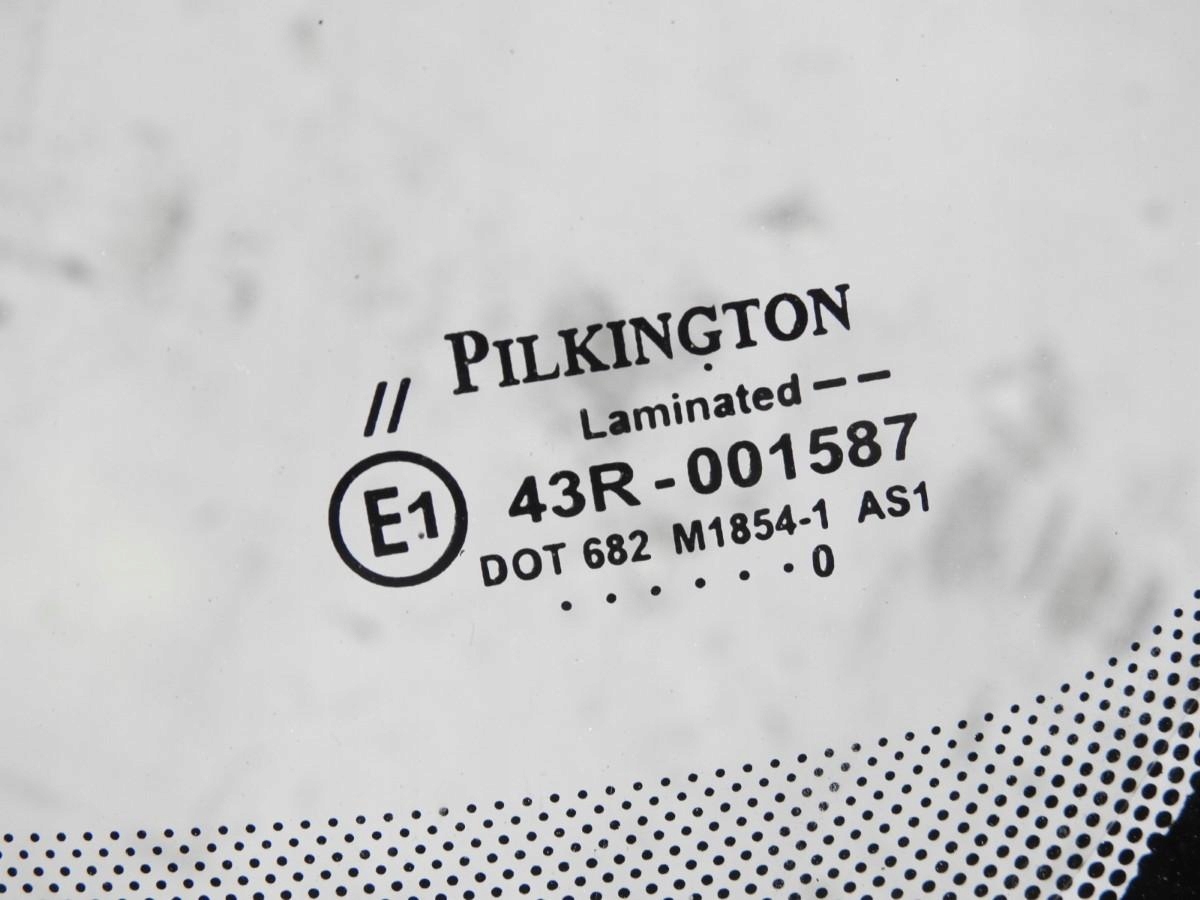 PILKINGTON
//
Laminated – –
E1
43R-001587
DOT 682 M1854-1 AS1
. . . . . . 0